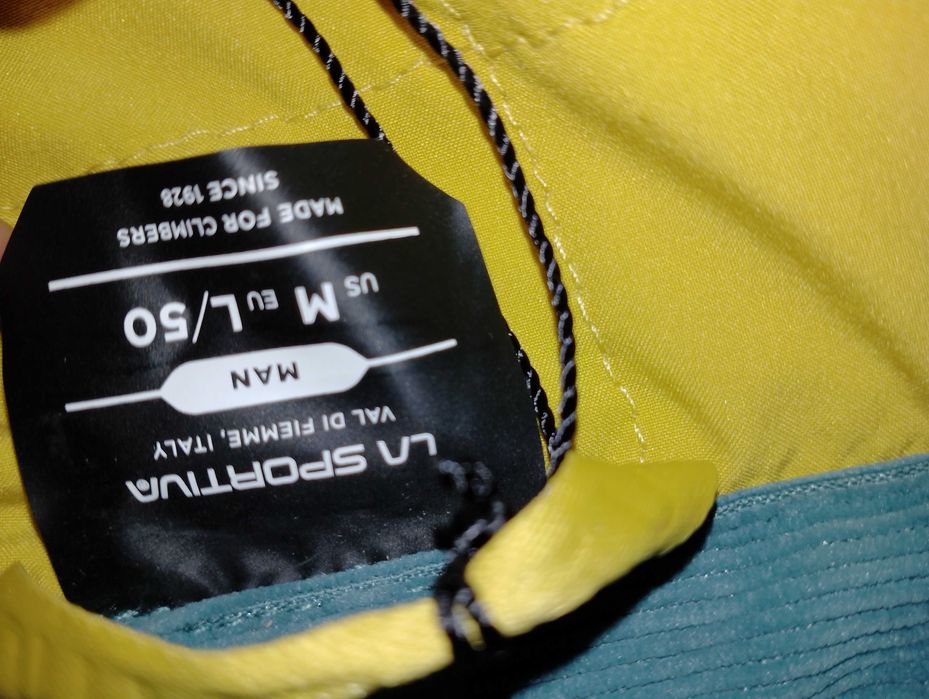 LA SPORTIVA®
VAL DI FIEMME, ITALY
MAN
US M EU L/50
MADE FOR CLIMBERS
SINCE 1928